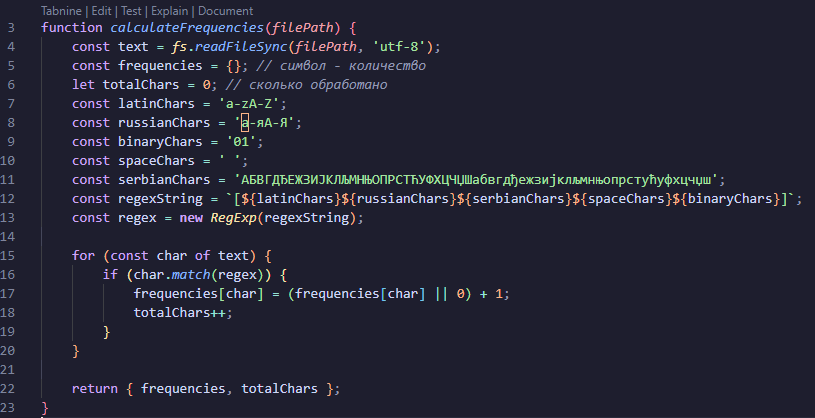 Tabnine | Edit | Test | Explain | Document
3 function calculateFrequencies(filePath) {
4     const text = fs.readFileSync(filePath, 'utf-8');
5     const frequencies = {}; // символ - количество
6     let totalChars = 0; // сколько обработано
7     const latinChars = 'a-zA-Z';
8     const russianChars = 'а-яА-Я';
9     const binaryChars = '01';
10     const spaceChars = ' ';
11     const serbianChars = 'АБВГДЂЕЖЗИЈКЛЉМНЊОПРСТЋУФХЦЧЏШабвгдђежзијклљмнњопрстућуфхцчџш';
12     const regexString = `[${latinChars}${russianChars}${serbianChars}${spaceChars}${binaryChars}]`;
13     const regex = new RegExp(regexString);
14
15     for (const char of text) {
16         if (char.match(regex)) {
17             frequencies[char] = (frequencies[char] || 0) + 1;
18             totalChars++;
19         }
20     }
21
22     return { frequencies, totalChars };
23 }